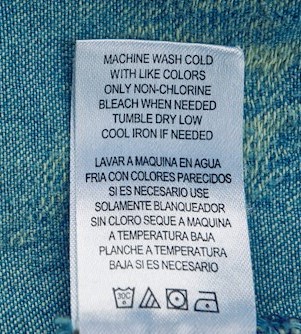 MACHINE WASH COLD
WITH LIKE COLORS
ONLY NON-CHLORINE
BLEACH WHEN NEEDED
TUMBLE DRY LOW
COOL IRON IF NEEDED
LAVAR A MAQUINA EN AGUA
FRIA CON COLORES PARECIDOS
SI ES NECESARIO USE
SOLAMENTE BLANQUEADOR
SIN CLORO SEQUE A MAQUINA
A TEMPERATURA BAJA
PLANCHE A TEMPERATURA
BAJA SI ES NECESARIO
30C